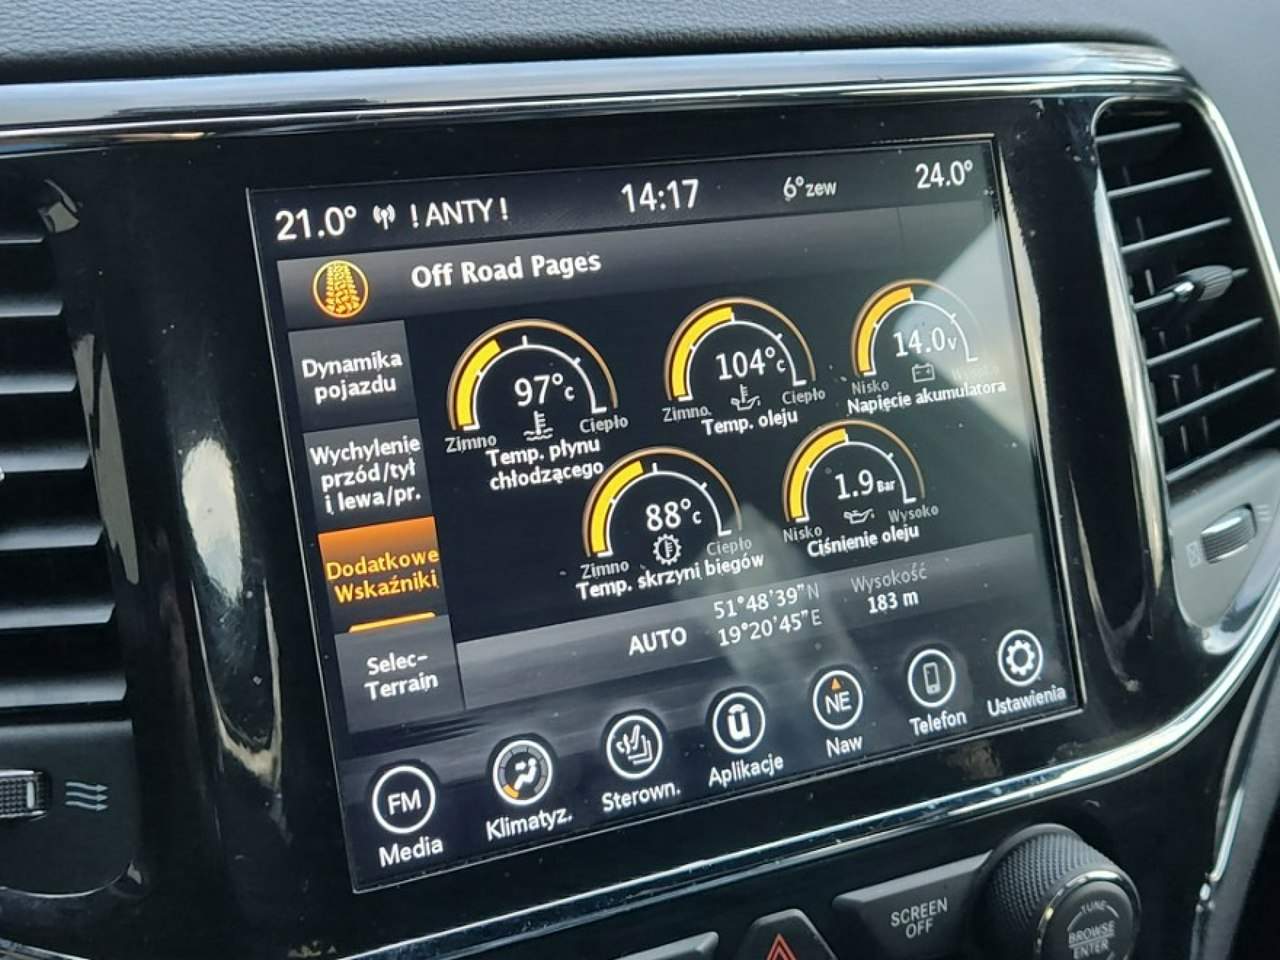 21.0° ! ANTY ! 14:17 6°zew 24.0°
Off Road Pages
Dynamika
pojazdu
Wychylenie
przód/tył
i lewa/pr.
Dodatkowe
Wskaźniki
Selec-
Terrain
97°C
Zimno Ciepło
Temp. płynu
chłodzącego
104°C
Zimno Ciepło
Temp. oleju
14.0V
Nisko Wysoko
Napięcie akumulatora
88°C
Zimno Ciepło
Temp. skrzyni biegów
1.9 Bar
Nisko Wysoko
Ciśnienie oleju
AUTO
51°48'39"N
19°20'45"E
Wysokość
183 m
FM
Media
Klimatyz.
Sterown.
Aplikacje
NE
Naw
Telefon
Ustawienia
SCREEN
OFF
TUNE
BROWSE
ENTER